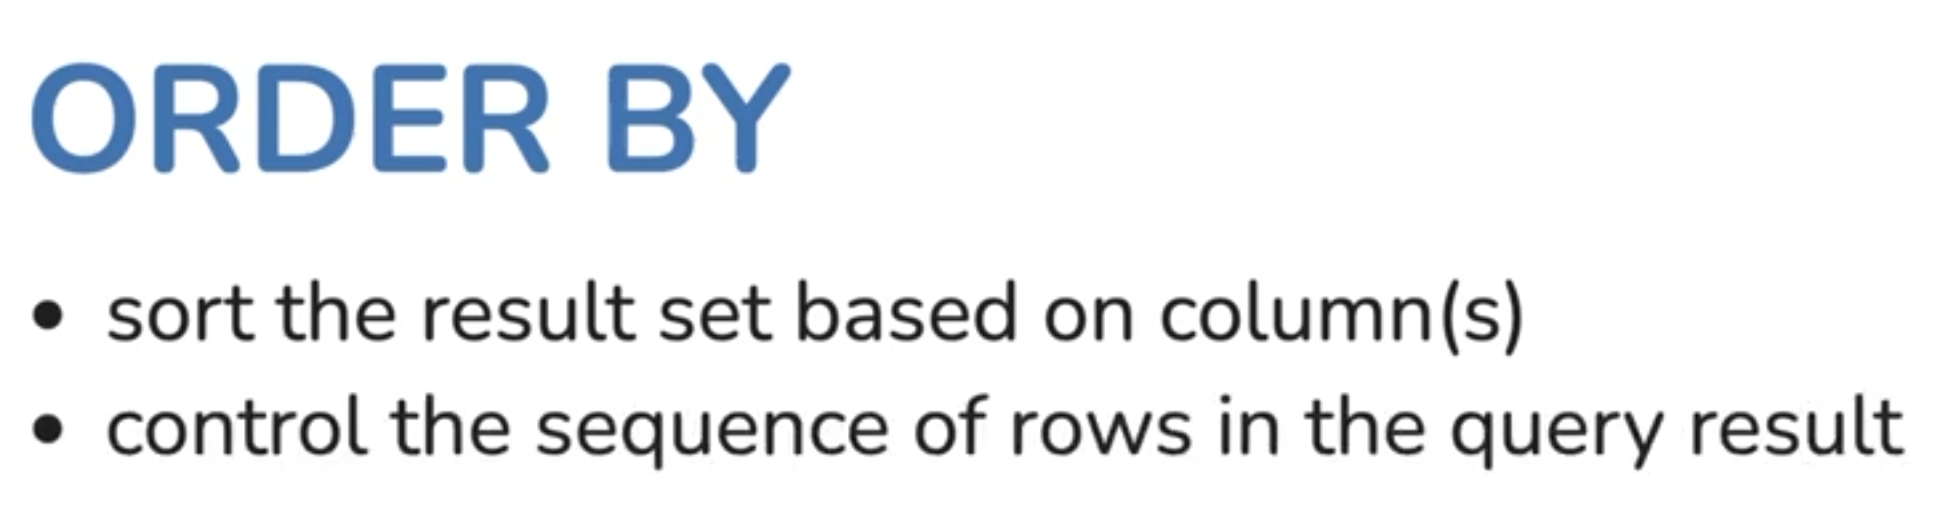 ORDER BY
• sort the result set based on column(s)
• control the sequence of rows in the query result